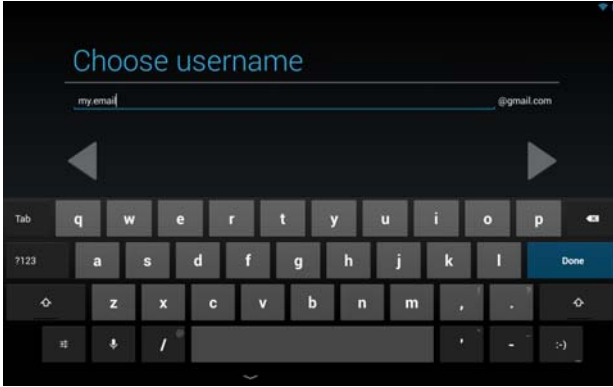 Choose username
my.email @gmail.com
Tab q w e r t y u i o p
?123 a s d f g h j k l Done
z x c v b n m , ! . ?
/ @ ' " - _ :-)